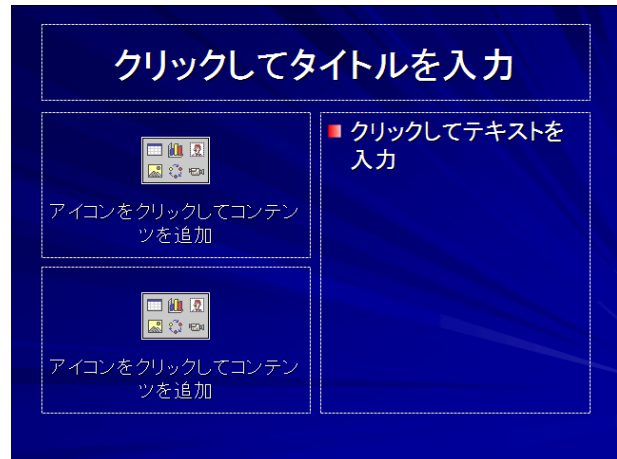 クリックしてタイトルを入力
アイコンをクリックしてコンテン
ツを追加
アイコンをクリックしてコンテン
ツを追加
クリックしてテキストを
入力